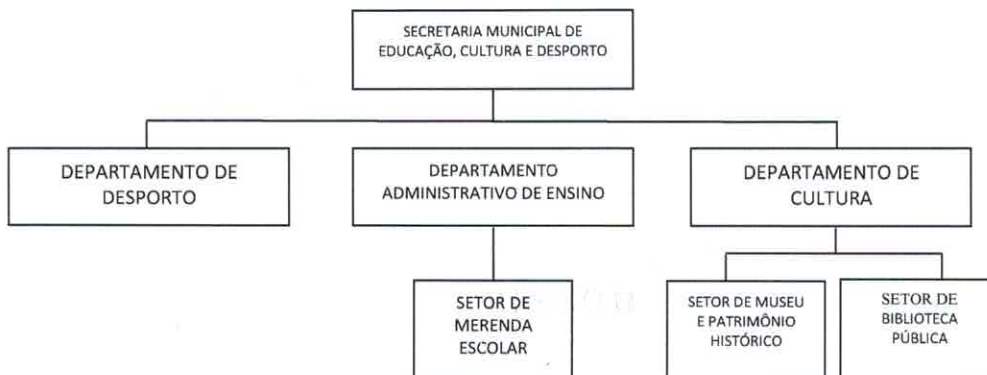 SECRETARIA MUNICIPAL DE
EDUCAÇÃO, CULTURA E DESPORTO
DEPARTAMENTO DE
DESPORTO
DEPARTAMENTO
ADMINISTRATIVO DE ENSINO
DEPARTAMENTO DE
CULTURA
SETOR DE
MERENDA
ESCOLAR
SETOR DE MUSEU
E PATRIMÔNIO
HISTÓRICO
SETOR DE
BIBLIOTECA
PÚBLICA